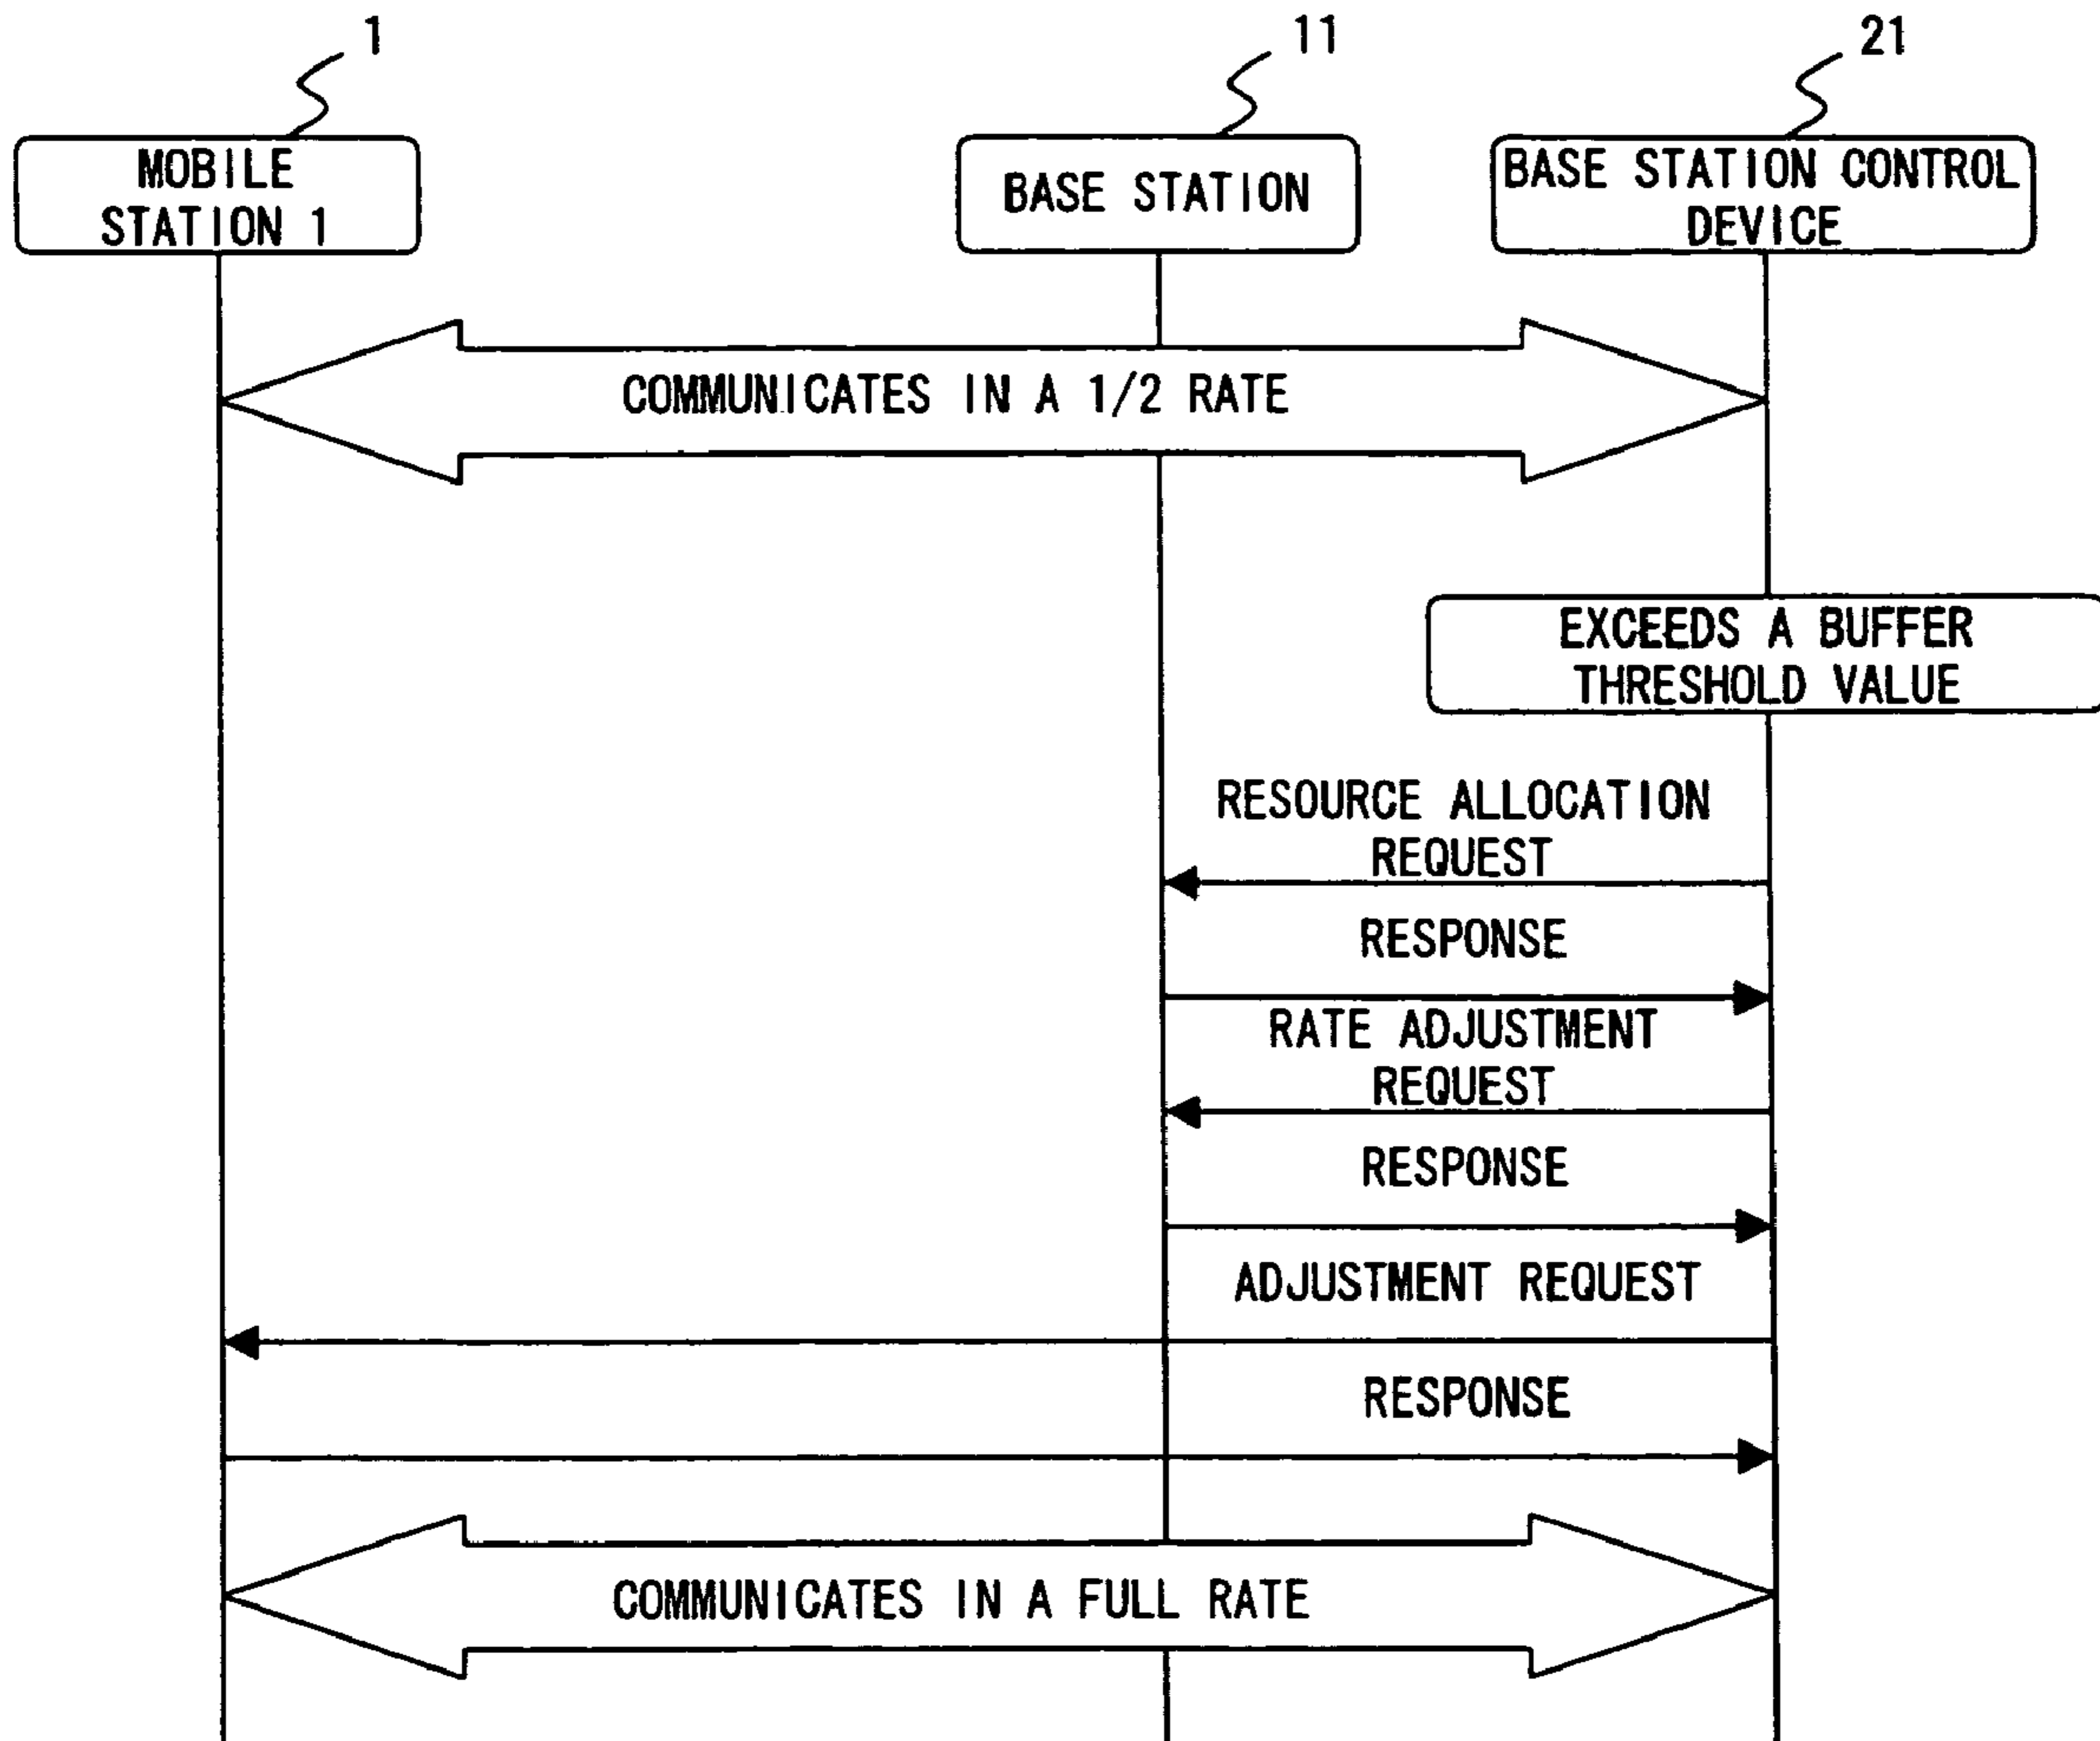 1
11
21
MOBILE
STATION 1
BASE STATION
BASE STATION CONTROL
DEVICE
COMMUNICATES IN A 1/2 RATE
EXCEEDS A BUFFER
THRESHOLD VALUE
RESOURCE ALLOCATION
REQUEST
RESPONSE
RATE ADJUSTMENT
REQUEST
RESPONSE
ADJUSTMENT REQUEST
RESPONSE
COMMUNICATES IN A FULL RATE